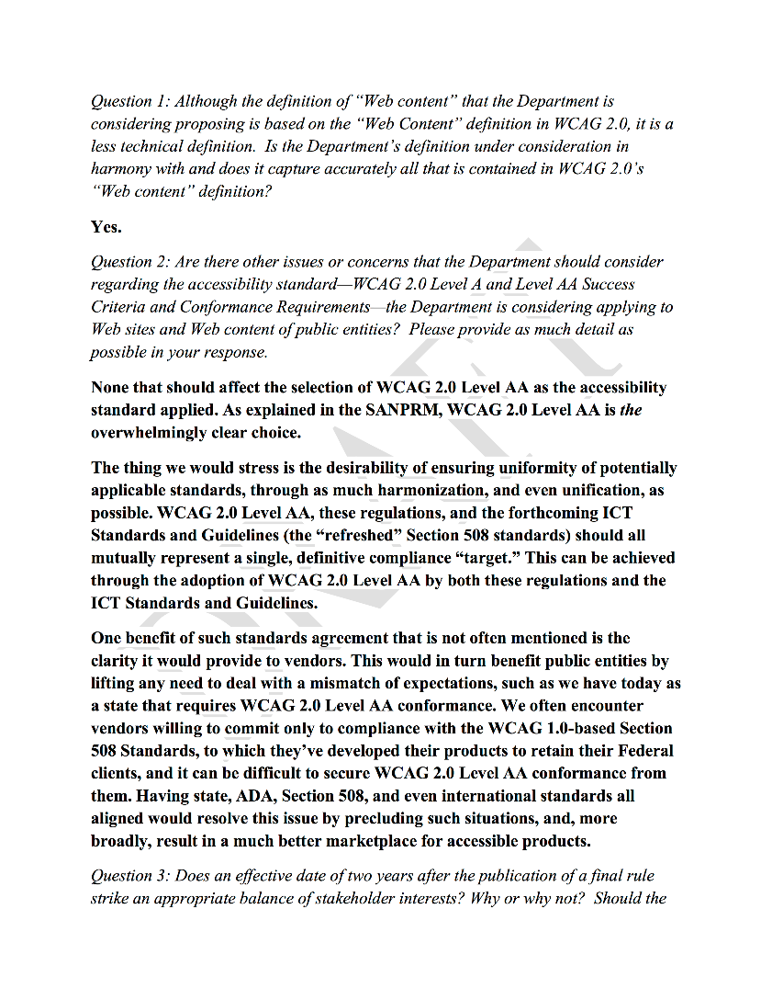 Question 1: Although the definition of “Web content” that the Department is
considering proposing is based on the “Web Content” definition in WCAG 2.0, it is a
less technical definition.  Is the Department’s definition under consideration in
harmony with and does it capture accurately all that is contained in WCAG 2.0’s
“Web content” definition?
Yes.
Question 2: Are there other issues or concerns that the Department should consider
regarding the accessibility standard—WCAG 2.0 Level A and Level AA Success
Criteria and Conformance Requirements—the Department is considering applying to
Web sites and Web content of public entities?  Please provide as much detail as
possible in your response.
None that should affect the selection of WCAG 2.0 Level AA as the accessibility
standard applied. As explained in the SANPRM, WCAG 2.0 Level AA is the
overwhelmingly clear choice.
The thing we would stress is the desirability of ensuring uniformity of potentially
applicable standards, through as much harmonization, and even unification, as
possible. WCAG 2.0 Level AA, these regulations, and the forthcoming ICT
Standards and Guidelines (the “refreshed” Section 508 standards) should all
mutually represent a single, definitive compliance “target.” This can be achieved
through the adoption of WCAG 2.0 Level AA by both these regulations and the
ICT Standards and Guidelines.
One benefit of such standards agreement that is not often mentioned is the
clarity it would provide to vendors. This would in turn benefit public entities by
lifting any need to deal with a mismatch of expectations, such as we have today as
a state that requires WCAG 2.0 Level AA conformance. We often encounter
vendors willing to commit only to compliance with the WCAG 1.0-based Section
508 Standards, to which they’ve developed their products to retain their Federal
clients, and it can be difficult to secure WCAG 2.0 Level AA conformance from
them. Having state, ADA, Section 508, and even international standards all
aligned would resolve this issue by precluding such situations, and, more
broadly, result in a much better marketplace for accessible products.
Question 3: Does an effective date of two years after the publication of a final rule
strike an appropriate balance of stakeholder interests? Why or why not?  Should the